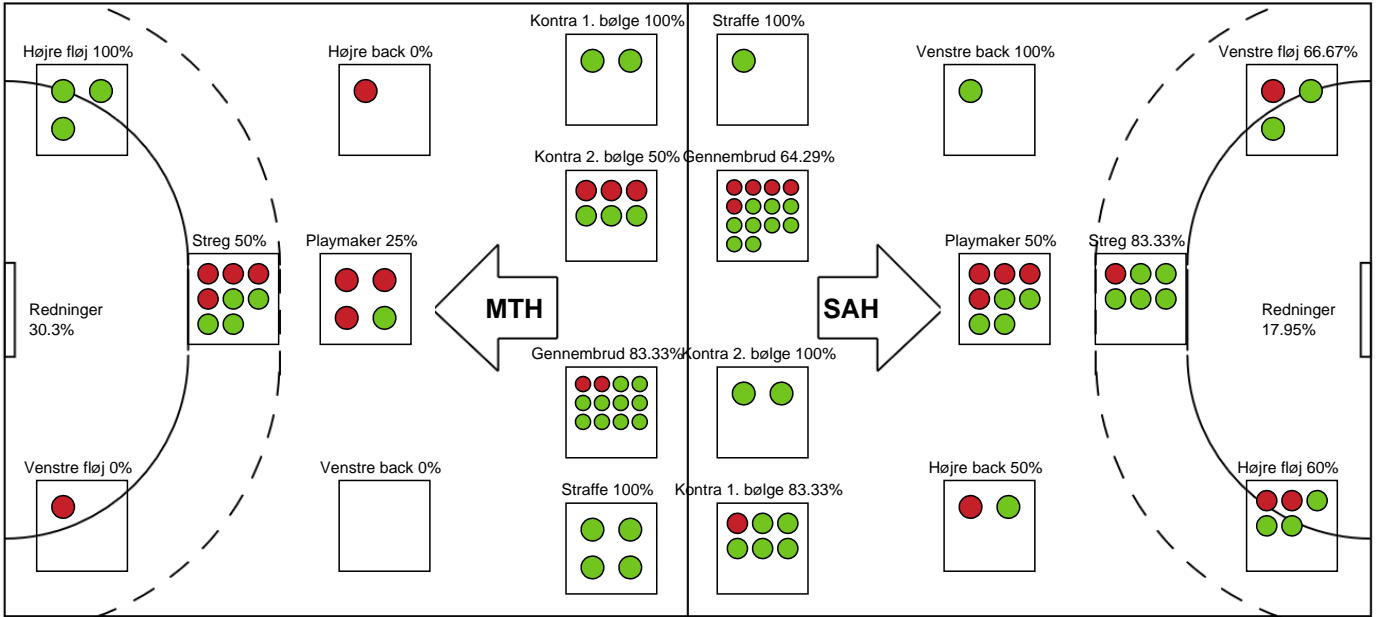 Kontra 1. bølge 100%
Straffe 100%
Højre fløj 100%
Højre back 0%
Venstre back 100%
Venstre fløj 66.67%
Kontra 2. bølge 50%
Gennembrud 64.29%
Streg 50%
Playmaker 25%
Playmaker 50%
Streg 83.33%
Redninger
30.3%
MTH
SAH
Redninger
17.95%
Gennembrud 83.33%
Kontra 2. bølge 100%
Venstre fløj 0%
Venstre back 0%
Straffe 100%
Kontra 1. bølge 83.33%
Højre back 50%
Højre fløj 60%